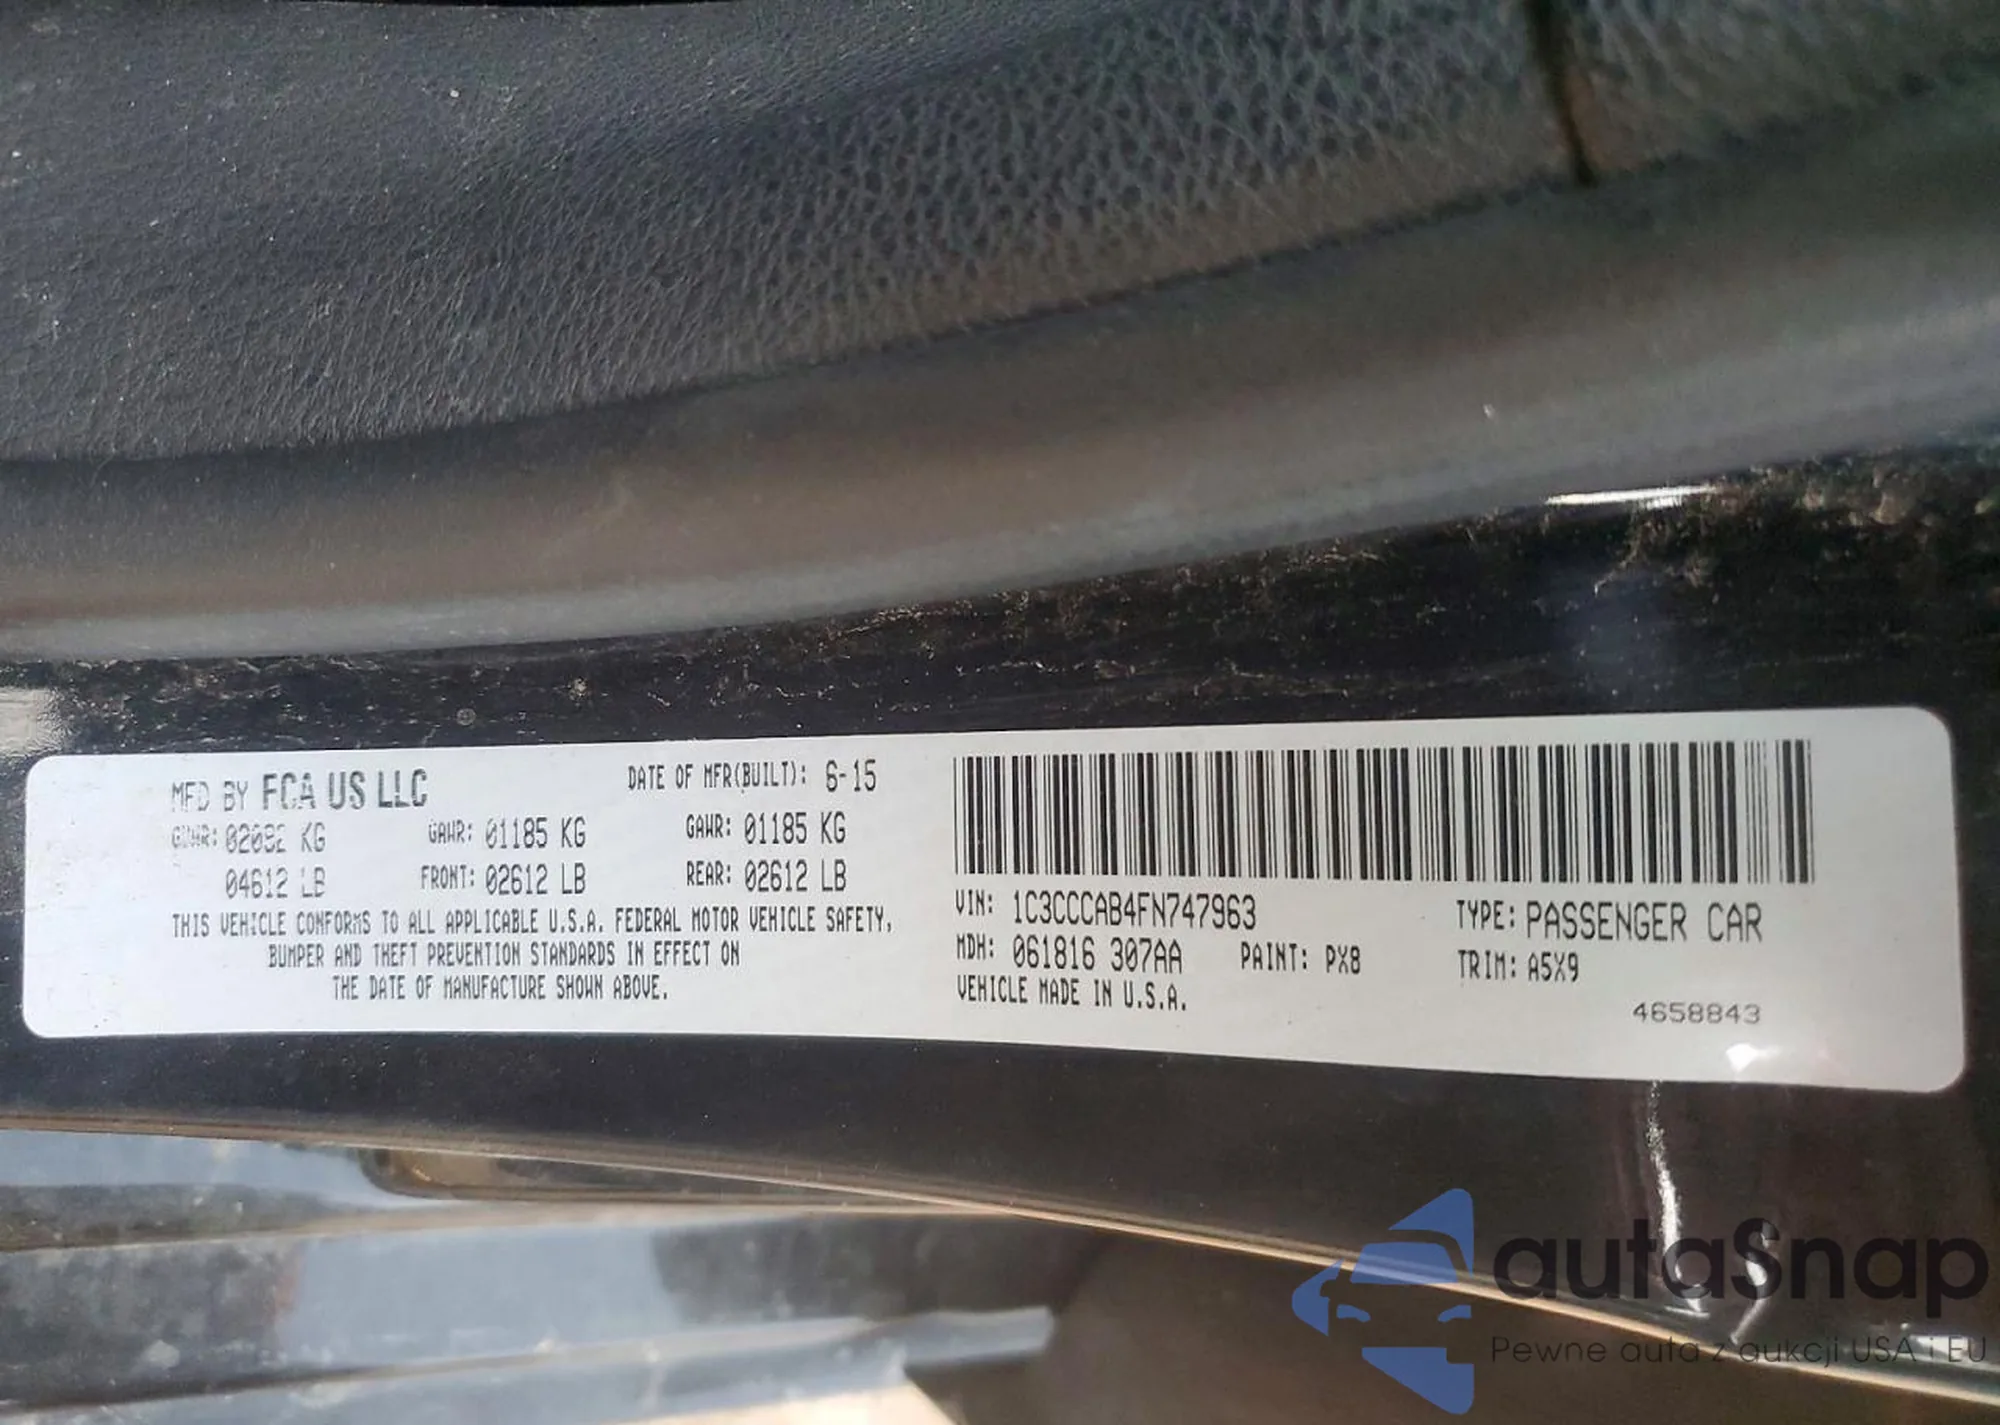 MFD BY FCA US LLC DATE OF MFR(BUILT): 6-15
GVWR: 02092 KG GAWR: 01185 KG GAWR: 01185 KG
04612 LB FRONT: 02612 LB REAR: 02612 LB
THIS VEHICLE CONFORMS TO ALL APPLICABLE U.S.A. FEDERAL MOTOR VEHICLE SAFETY,
BUMPER AND THEFT PREVENTION STANDARDS IN EFFECT ON
THE DATE OF MANUFACTURE SHOWN ABOVE.
VIN: 1C3CCCAB4FN747963 TYPE: PASSENGER CAR
MDH: 061816 307AA PAINT: PX8 TRIM: A5X9
VEHICLE MADE IN U.S.A.
4658843
autaSnap
Pewne auta z aukcji USA i EU